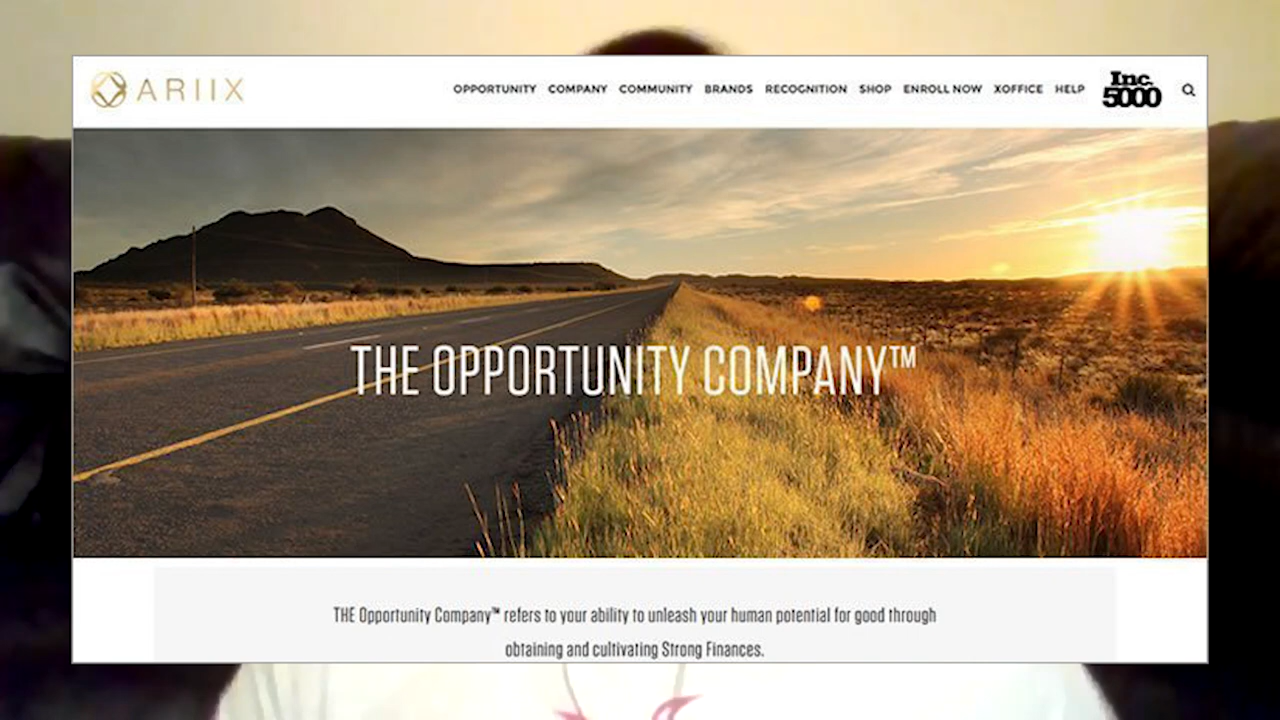 ARIIX
OPPORTUNITY COMPANY COMMUNITY BRANDS RECOGNITION SHOP ENROLL NOW XOFFICE HELP
Inc.
5000
THE OPPORTUNITY COMPANY™
THE Opportunity Company™ refers to your ability to unleash your human potential for good through
obtaining and cultivating Strong Finances.